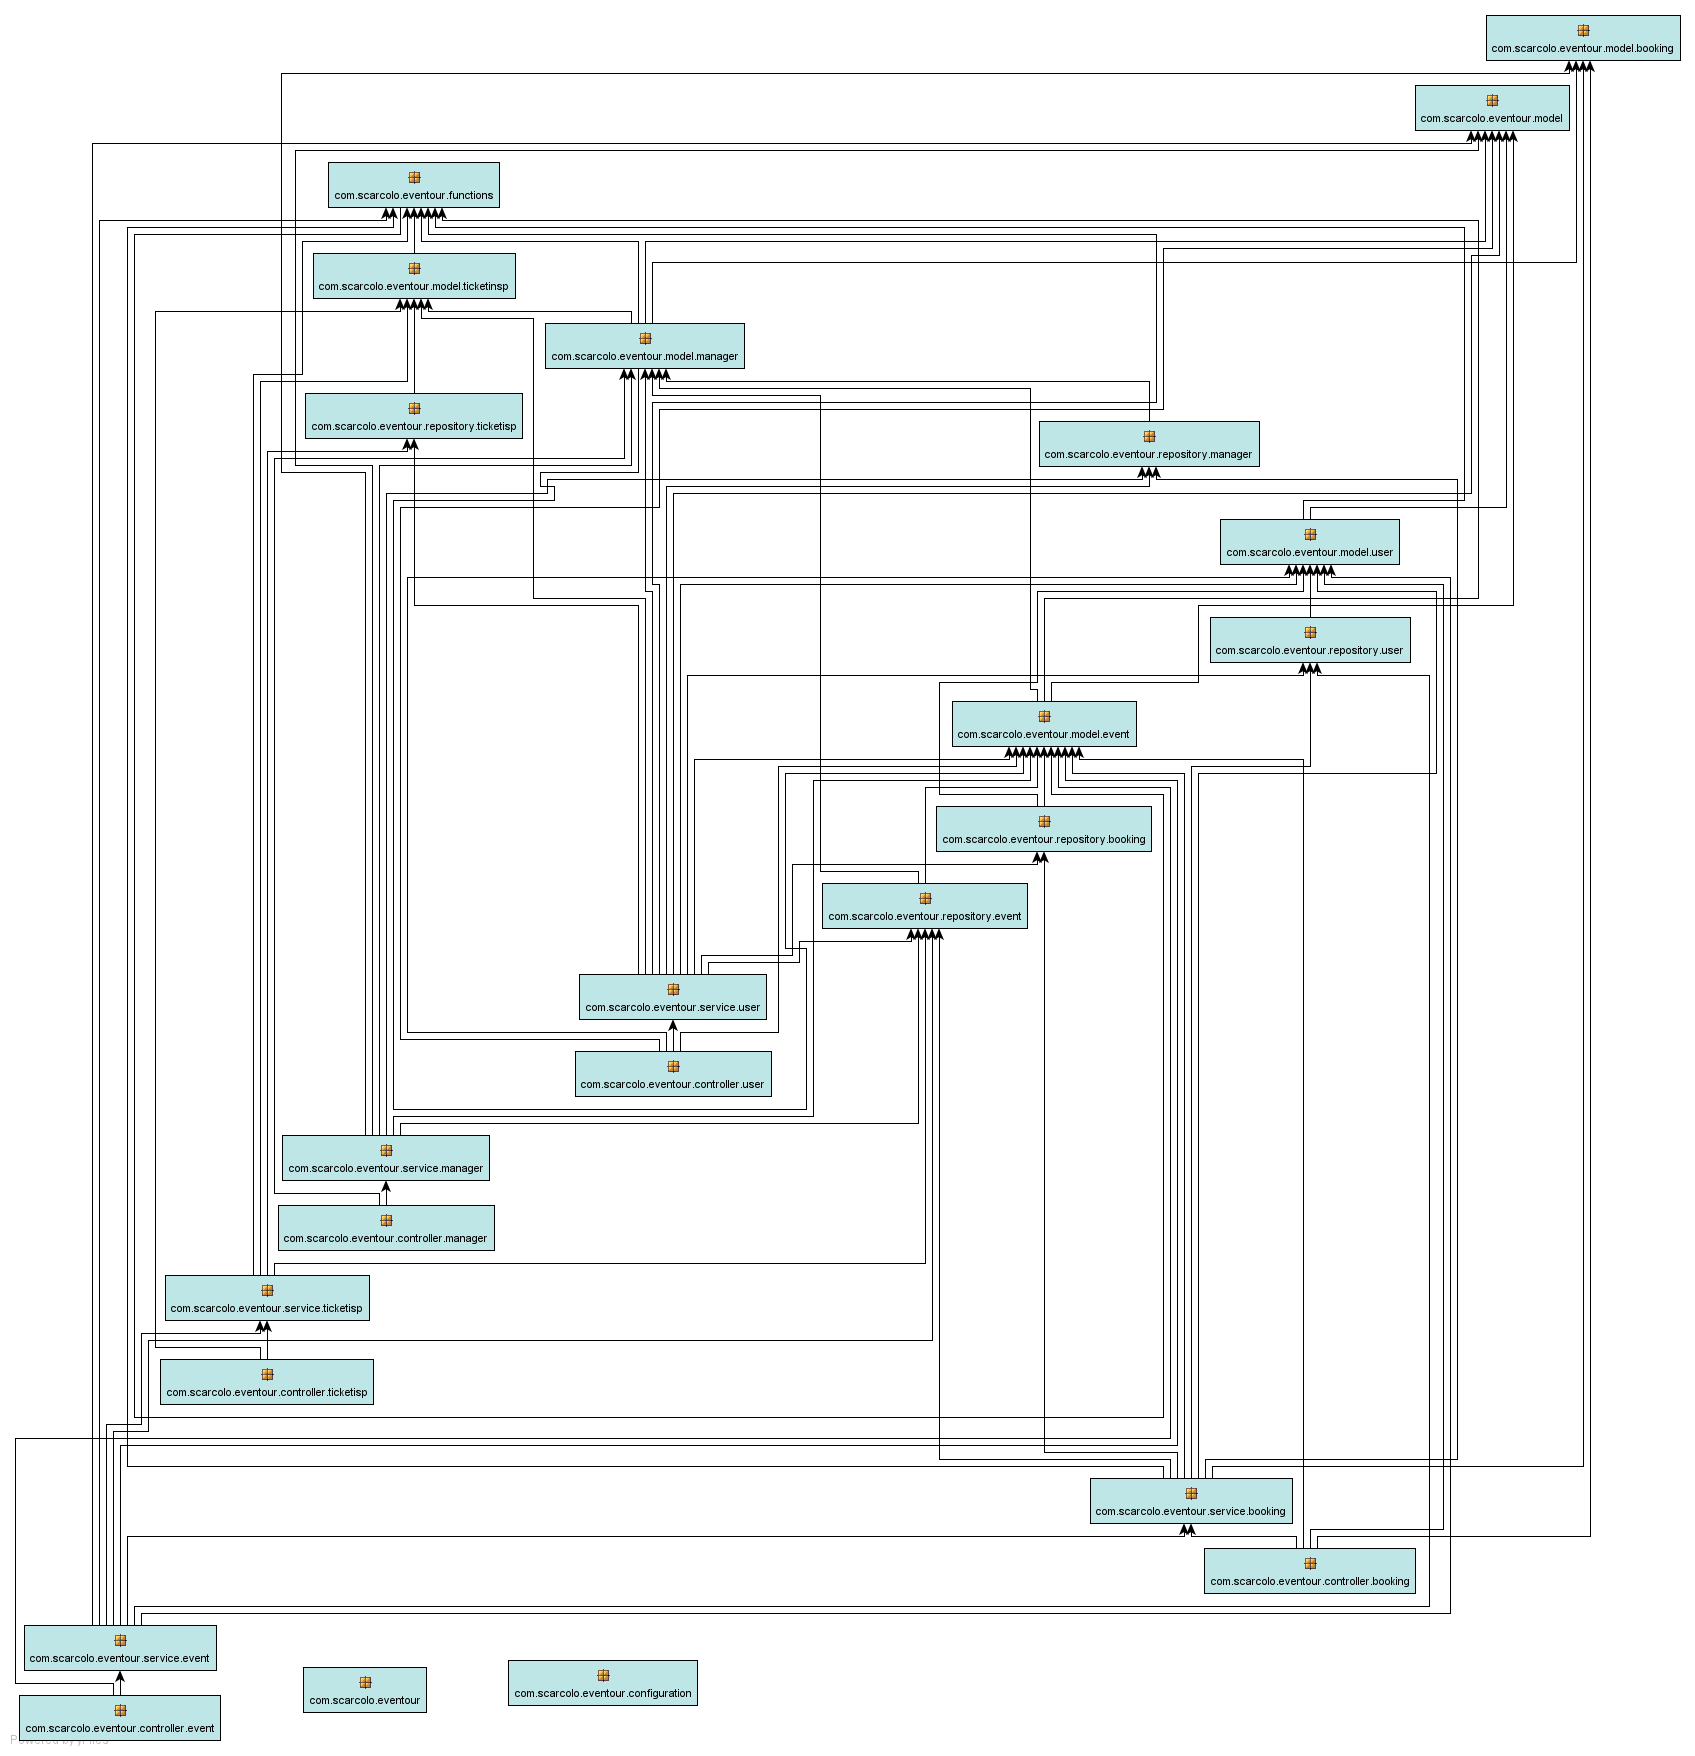 com.scarcolo.eventour.model.booking
com.scarcolo.eventour.model
com.scarcolo.eventour.functions
com.scarcolo.eventour.model.ticketinsp
com.scarcolo.eventour.model.manager
com.scarcolo.eventour.repository.ticketisp
com.scarcolo.eventour.repository.manager
com.scarcolo.eventour.model.user
com.scarcolo.eventour.repository.user
com.scarcolo.eventour.model.event
com.scarcolo.eventour.repository.booking
com.scarcolo.eventour.repository.event
com.scarcolo.eventour.service.user
com.scarcolo.eventour.controller.user
com.scarcolo.eventour.service.manager
com.scarcolo.eventour.controller.manager
com.scarcolo.eventour.service.ticketisp
com.scarcolo.eventour.controller.ticketisp
com.scarcolo.eventour.service.booking
com.scarcolo.eventour.controller.booking
com.scarcolo.eventour.service.event
com.scarcolo.eventour
com.scarcolo.eventour.configuration
com.scarcolo.eventour.controller.event